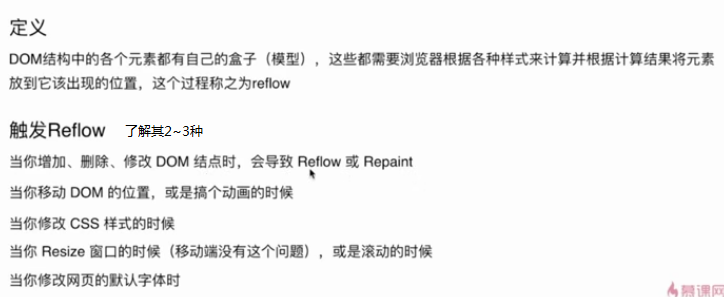 定义
DOM结构中的各个元素都有自己的盒子（模型），这些都需要浏览器根据各种样式来计算并根据计算结果将元素
放到它该出现的位置，这个过程称之为reflow
触发Reflow 了解其2~3种
当你增加、删除、修改 DOM 结点时，会导致 Reflow 或 Repaint
当你移动 DOM 的位置，或是搞个动画的时候
当你修改 CSS 样式的时候
当你 Resize 窗口的时候（移动端没有这个问题），或是滚动的时候
当你修改网页的默认字体时
慕课网